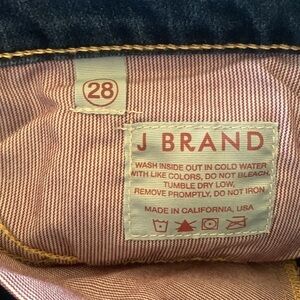 28
J BRAND
WASH INSIDE OUT IN COLD WATER
WITH LIKE COLORS, DO NOT BLEACH,
TUMBLE DRY LOW,
REMOVE PROMPTLY, DO NOT IRON
MADE IN CALIFORNIA, USA